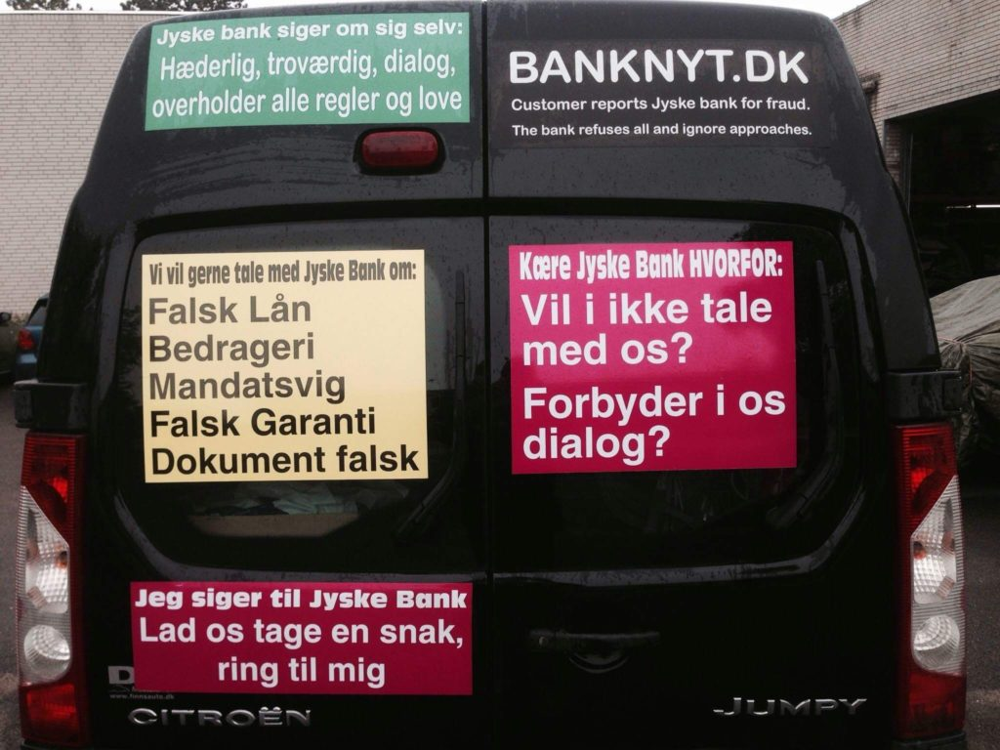 Jyske bank siger om sig selv:
Hæderlig, troværdig, dialog,
overholder alle regler og love
BANKNYT.DK
Customer reports Jyske bank for fraud.
The bank refuses all and ignore approaches.
Vi vil gerne tale med Jyske Bank om:
Falsk Lån
Bedrageri
Mandatsvig
Falsk Garanti
Dokument falsk
Kære Jyske Bank HVORFOR:
Vil i ikke tale
med os?
Forbyder i os
dialog?
Jeg siger til Jyske Bank
Lad os tage en snak,
ring til mig
www.finnsauto.dk
CITROËN
JUMPY